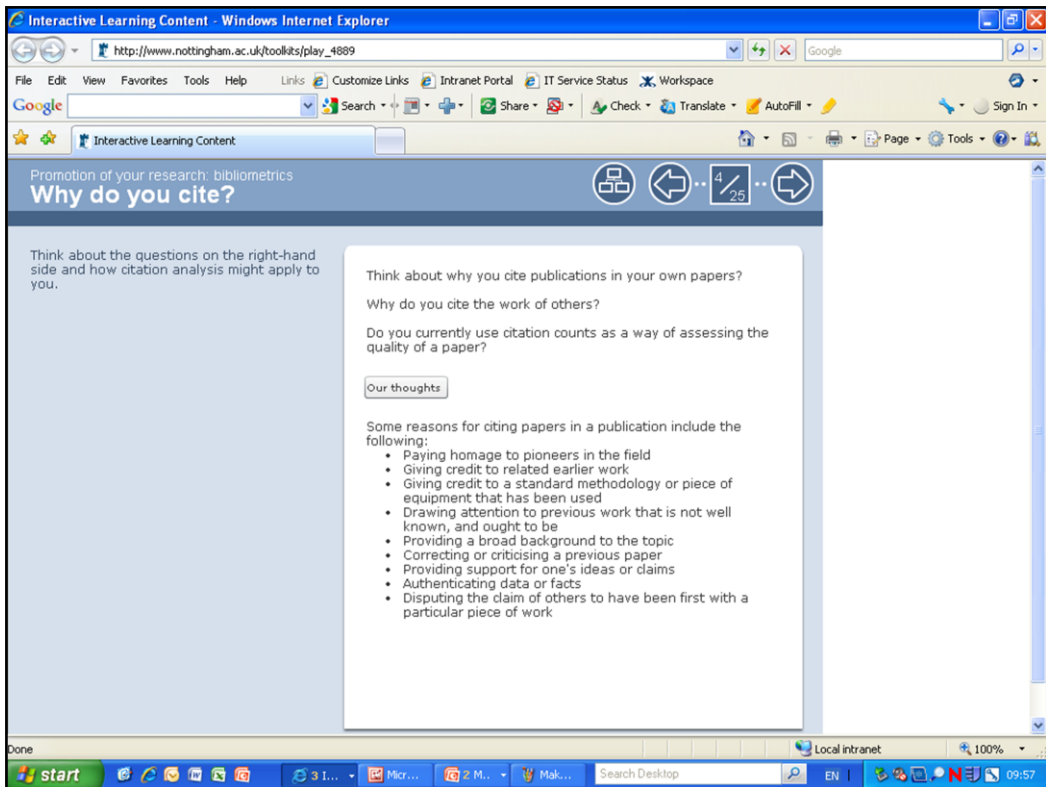 Interactive Learning Content - Windows Internet Explorer
http://www.nottingham.ac.uk/toolkits/play_4889
Google
File Edit View Favorites Tools Help Links Customize Links Intranet Portal IT Service Status Workspace
Google Search Share Check Translate AutoFill Sign In
Interactive Learning Content Page Tools
Promotion of your research: bibliometrics
Why do you cite?
4/25
Think about the questions on the right-hand
side and how citation analysis might apply to
you.
Think about why you cite publications in your own papers?
Why do you cite the work of others?
Do you currently use citation counts as a way of assessing the
quality of a paper?
Our thoughts
Some reasons for citing papers in a publication include the
following:
• Paying homage to pioneers in the field
• Giving credit to related earlier work
• Giving credit to a standard methodology or piece of
equipment that has been used
• Drawing attention to previous work that is not well
known, and ought to be
• Providing a broad background to the topic
• Correcting or criticising a previous paper
• Providing support for one's ideas or claims
• Authenticating data or facts
• Disputing the claim of others to have been first with a
particular piece of work
Done Local intranet 100%
start 3 I... Micr... 2 M.. Mak... Search Desktop EN 09:57